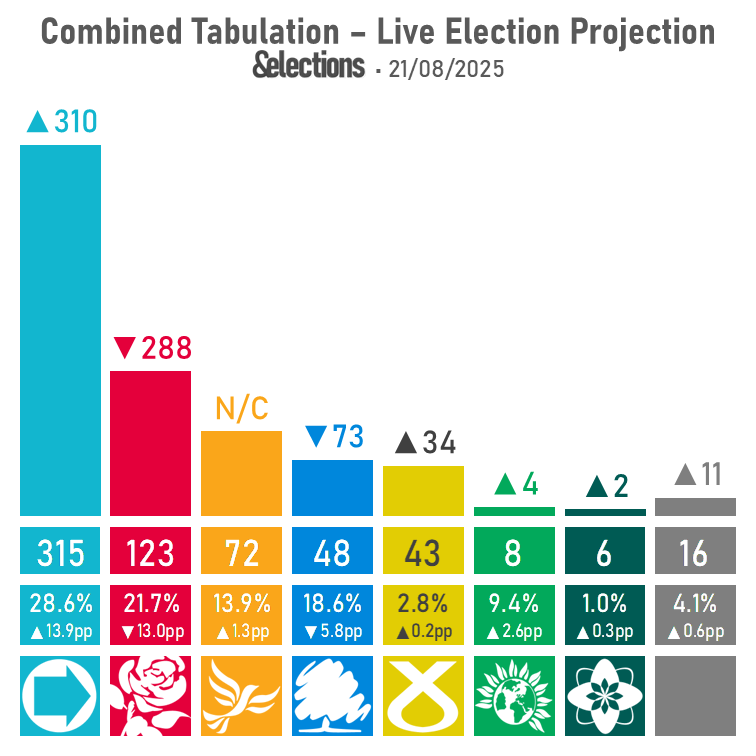 Combined Tabulation – Live Election Projection
&elections · 21/08/2025
▲310
▼288
N/C
▼73
▲34
▲4
▲2
▲11
315 123 72 48 43 8 6 16
28.6% 21.7% 13.9% 18.6% 2.8% 9.4% 1.0% 4.1%
▲13.9pp ▼13.0pp ▲1.3pp ▼5.8pp ▲0.2pp ▲2.6pp ▲0.3pp ▲0.6pp